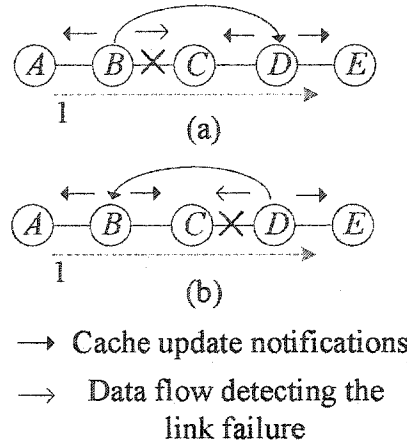 A B C D E
1
(a)
A B C D E
1
(b)
Cache update notifications
Data flow detecting the
link failure